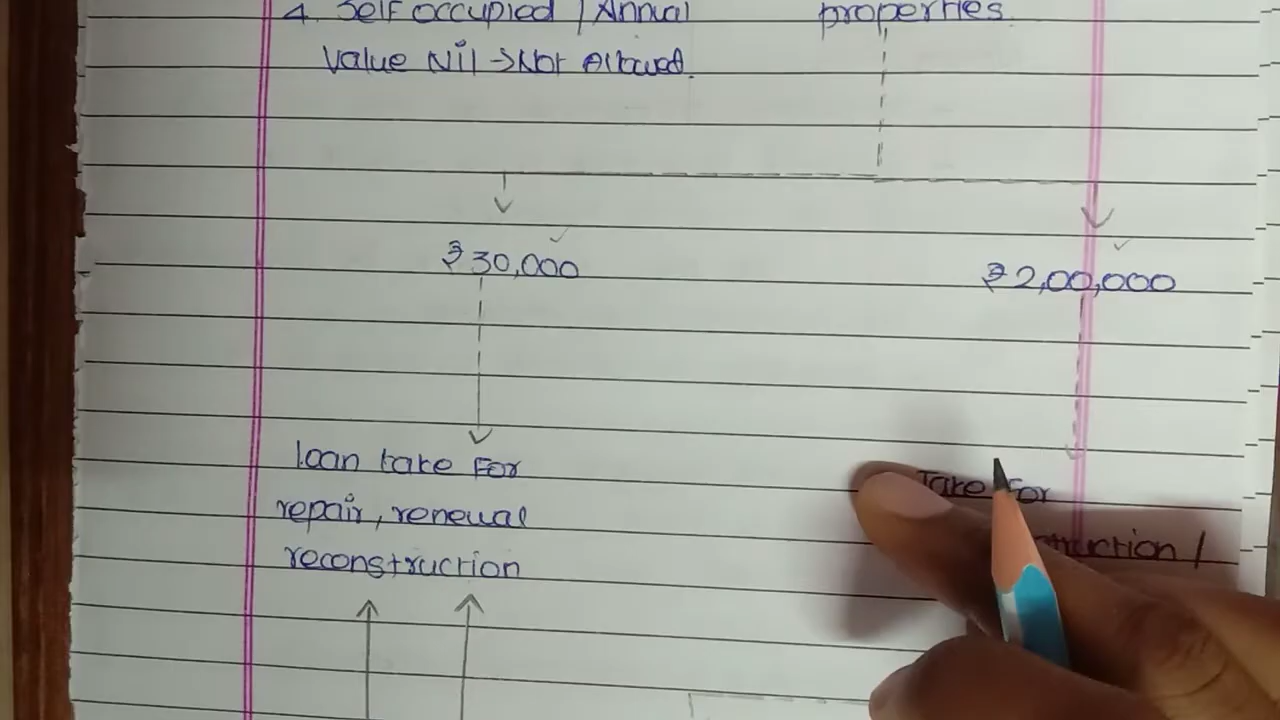 4. Self occupied / Annual
Value Nil → Not Allowed.
properties.
₹30,000
₹2,00,000
loan take For
repair, renewal
reconstruction
Take for
ruction /